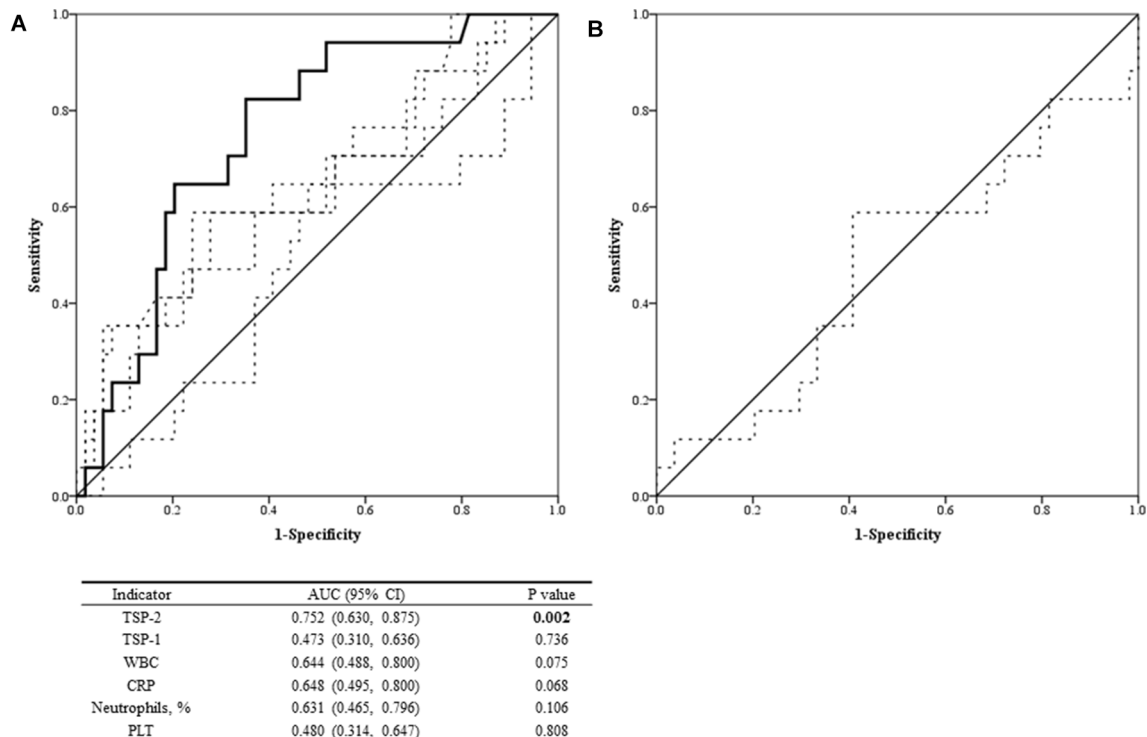 A
B
1.0
0.8
0.6
0.4
0.2
0.0
Sensitivity
0.0 0.2 0.4 0.6 0.8 1.0
1-Specificity
1.0
0.8
0.6
0.4
0.2
0.0
Sensitivity
0.0 0.2 0.4 0.6 0.8 1.0
1-Specificity
Indicator AUC (95% CI) P value
TSP-2 0.752 (0.630, 0.875) 0.002
TSP-1 0.473 (0.310, 0.636) 0.736
WBC 0.644 (0.488, 0.800) 0.075
CRP 0.648 (0.495, 0.800) 0.068
Neutrophils, % 0.631 (0.465, 0.796) 0.106
PLT 0.480 (0.314, 0.647) 0.808